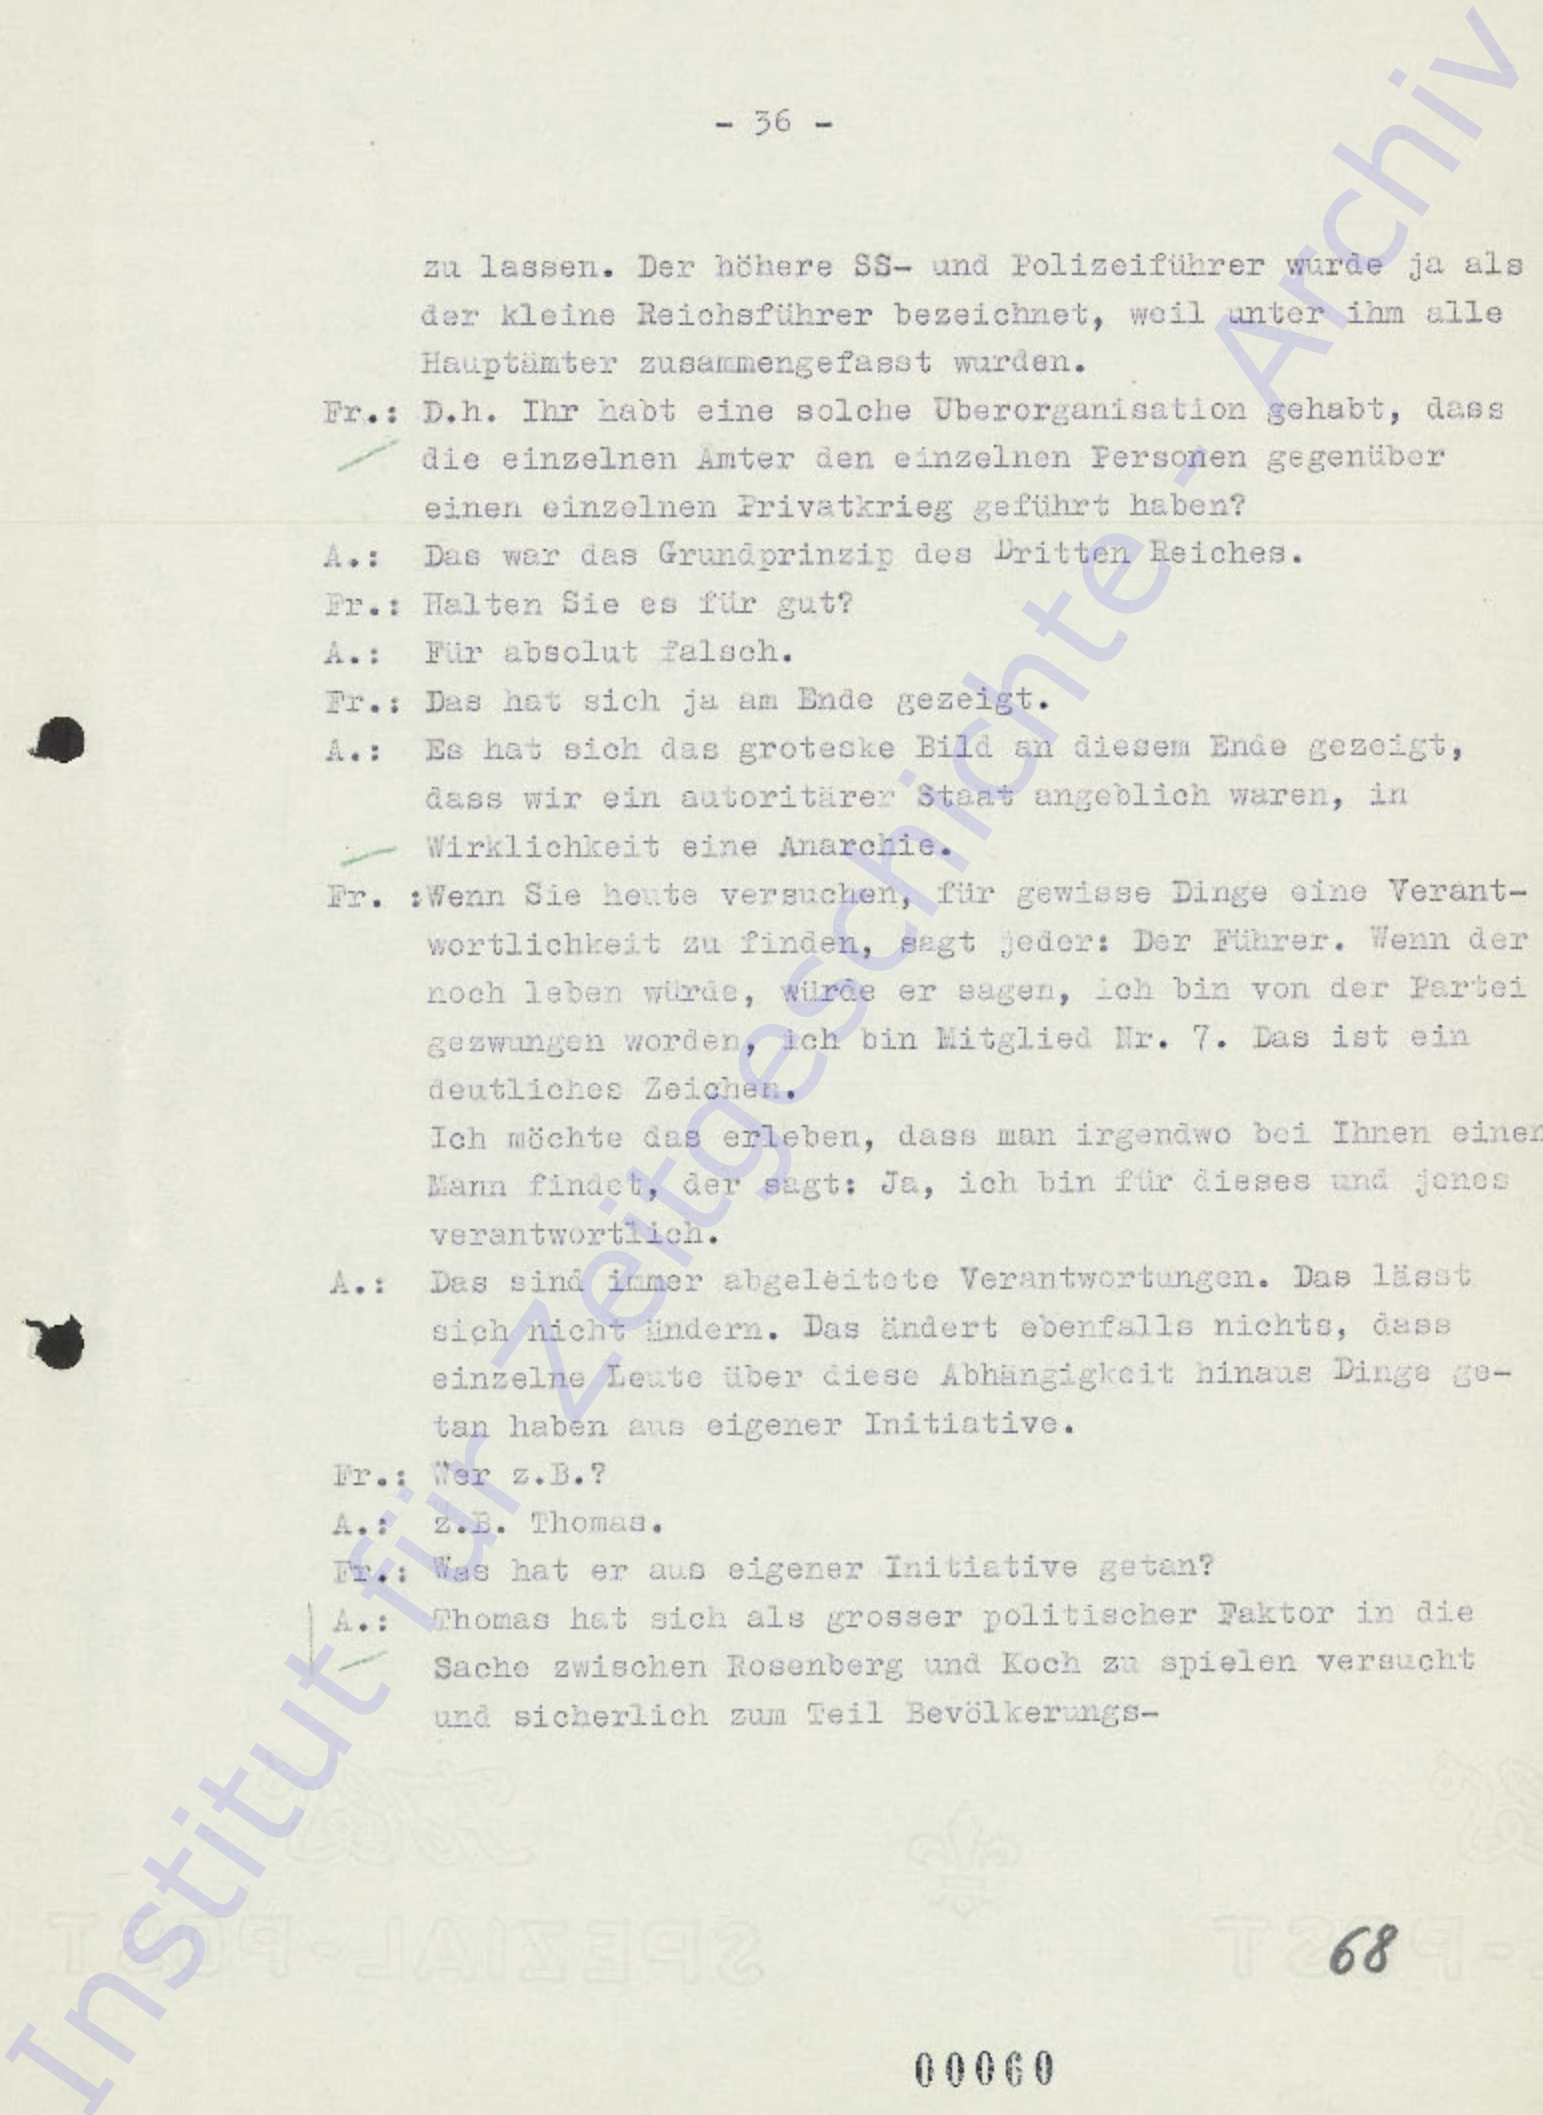 - 36 -
zu lassen. Der höhere SS- und Polizeiführer wurde ja als
der kleine Reichsführer bezeichnet, weil unter ihm alle
Hauptämter zusammengefasst wurden.
Fr.: D.h. Ihr habt eine solche Uberorganisation gehabt, dass
die einzelnen Amter den einzelnen Personen gegenüber
einen einzelnen Privatkrieg geführt haben?
A.: Das war das Grundprinzip des Dritten Reiches.
Fr.: Halten Sie es für gut?
A.: Für absolut falsch.
Fr.: Das hat sich ja am Ende gezeigt.
A.: Es hat sich das groteske Bild an diesem Ende gezeigt,
dass wir ein autoritärer Staat angeblich waren, in
Wirklichkeit eine Anarchie.
Fr. :Wenn Sie heute versuchen, für gewisse Dinge eine Verant-
wortlichkeit zu finden, sagt jeder: Der Führer. Wenn der
noch leben würde, würde er sagen, ich bin von der Partei
gezwungen worden, ich bin Mitglied Nr. 7. Das ist ein
deutliches Zeichen.
Ich möchte das erleben, dass man irgendwo bei Ihnen einen
Mann findet, der sagt: Ja, ich bin für dieses und jenes
verantwortlich.
A.: Das sind immer abgeleitete Verantwortungen. Das lässt
sich nicht ändern. Das ändert ebenfalls nichts, dass
einzelne Leute über diese Abhängigkeit hinaus Dinge ge-
tan haben aus eigener Initiative.
Fr.: Wer z.B.?
A.: z.B. Thomas.
Fr.: Was hat er aus eigener Initiative getan?
A.: Thomas hat sich als grosser politischer Faktor in die
Sache zwischen Rosenberg und Koch zu spielen versucht
und sicherlich zum Teil Bevölkerungs-
SPEZIAL-POST
68
00060
Institut für Zeitgeschichte - Archiv